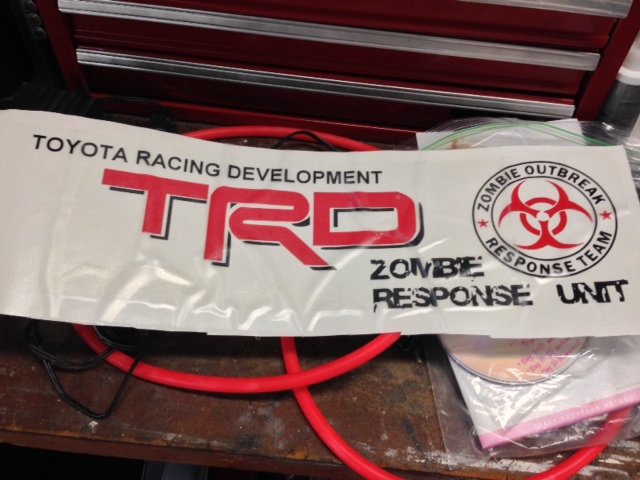 TOYOTA RACING DEVELOPMENT
TRD
ZOMBIE OUTBREAK
RESPONSE TEAM
ZOMBIE
RESPONSE UNIT